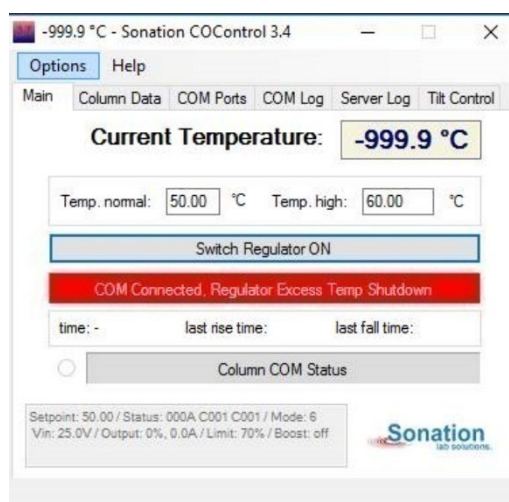 -999.9 °C - Sonation COControl 3.4
Options Help
Main Column Data COM Ports COM Log Server Log Tilt Control
Current Temperature: -999.9 °C
Temp. normal: 50.00 °C Temp. high: 60.00 °C
Switch Regulator ON
COM Connected, Regulator Excess Temp Shutdown
time: - last rise time: last fall time:
Column COM Status
Setpoint: 50.00 / Status: 000A C001 C001 / Mode: 6
Vin: 25.0V / Output: 0%, 0.0A / Limit: 70% / Boost: off
Sonation
lab solutions.